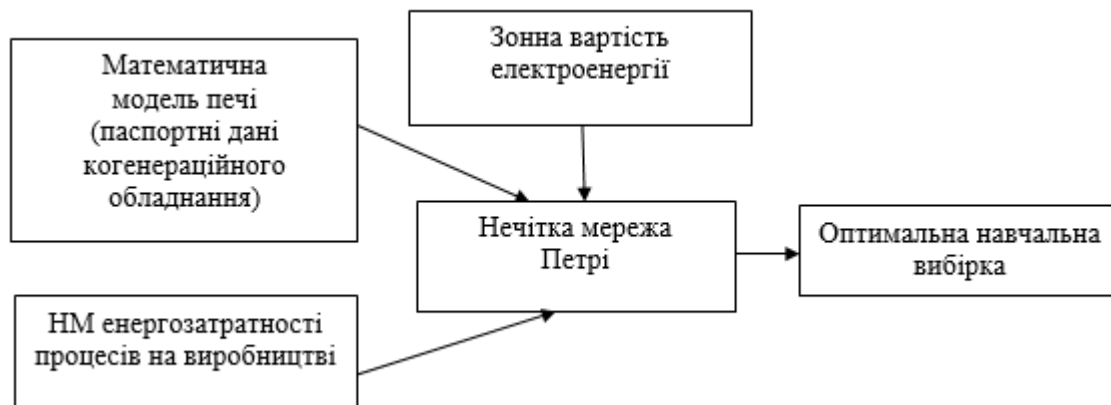 Математична
модель печі
(паспортні дані
когенераційного
обладнання)
Зонна вартість
електроенергії
Нечітка мережа
Петрі
Оптимальна навчальна
вибірка
НМ енергозатратності
процесів на виробництві